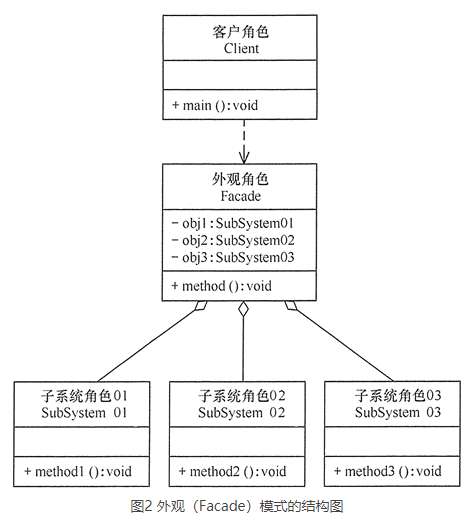 客户角色
Client
+ main ():void
外观角色
Facade
- obj1:SubSystem01
- obj2:SubSystem02
- obj3:SubSystem03
+ method ():void
子系统角色01
SubSystem 01
+ method1 ():void
子系统角色02
SubSystem 02
+ method2 ():void
子系统角色03
SubSystem 03
+ method3 ():void
图2 外观（Facade）模式的结构图